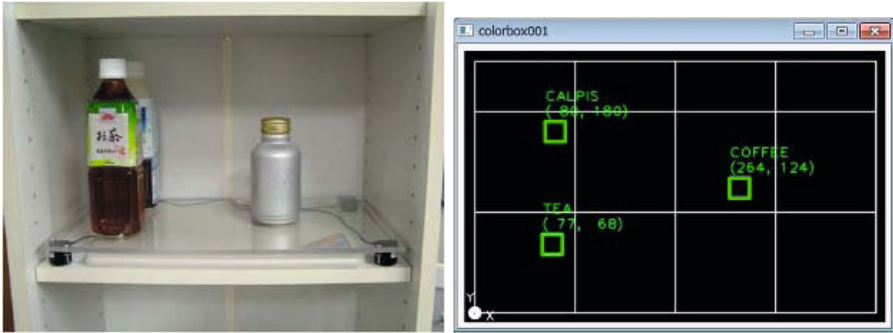 お茶
colorbox001
CALPIS
( 80, 180)
COFFEE
(264, 124)
TEA
( 77, 68)
Y
X